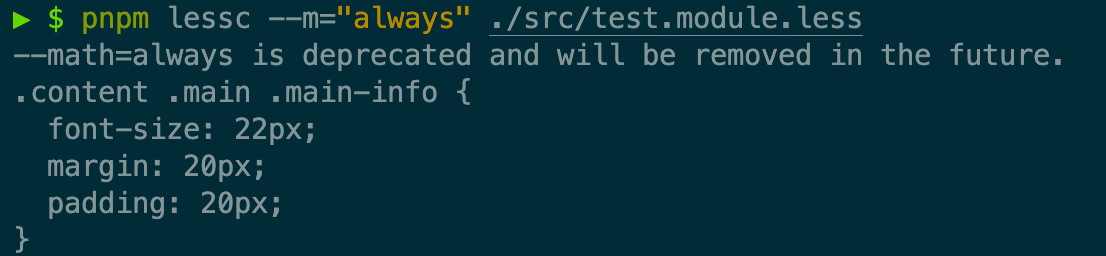 ▶ $ pnpm lessc --m="always" ./src/test.module.less
--math=always is deprecated and will be removed in the future.
.content .main .main-info {
  font-size: 22px;
  margin: 20px;
  padding: 20px;
}